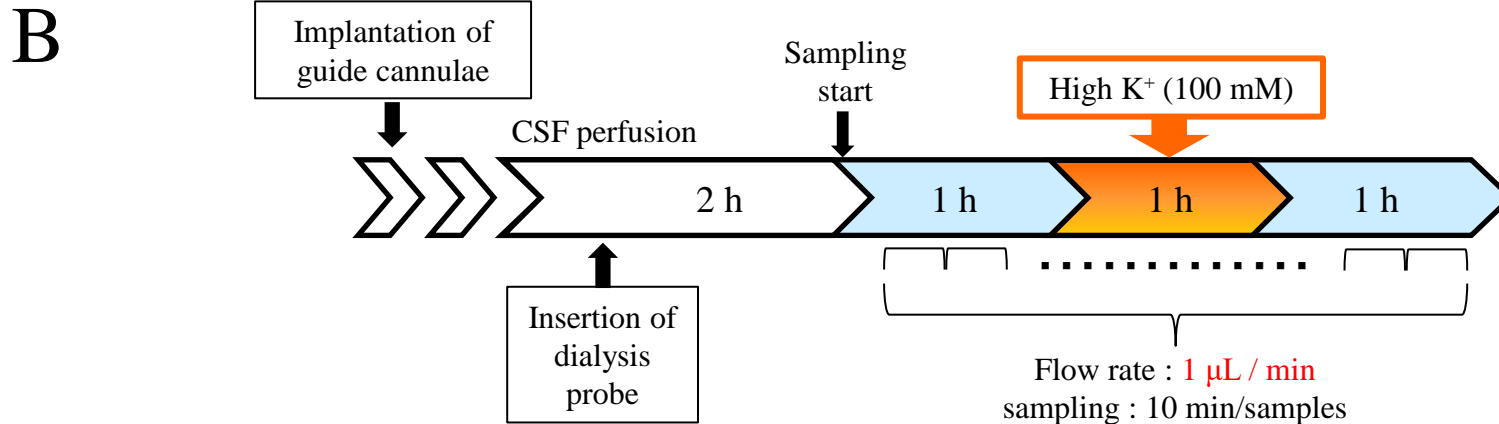 B
Implantation of
guide cannulae
Sampling
start
High K⁺ (100 mM)
CSF perfusion
2 h
1 h
1 h
1 h
Insertion of
dialysis
probe
Flow rate : 1 μL / min
sampling : 10 min/samples